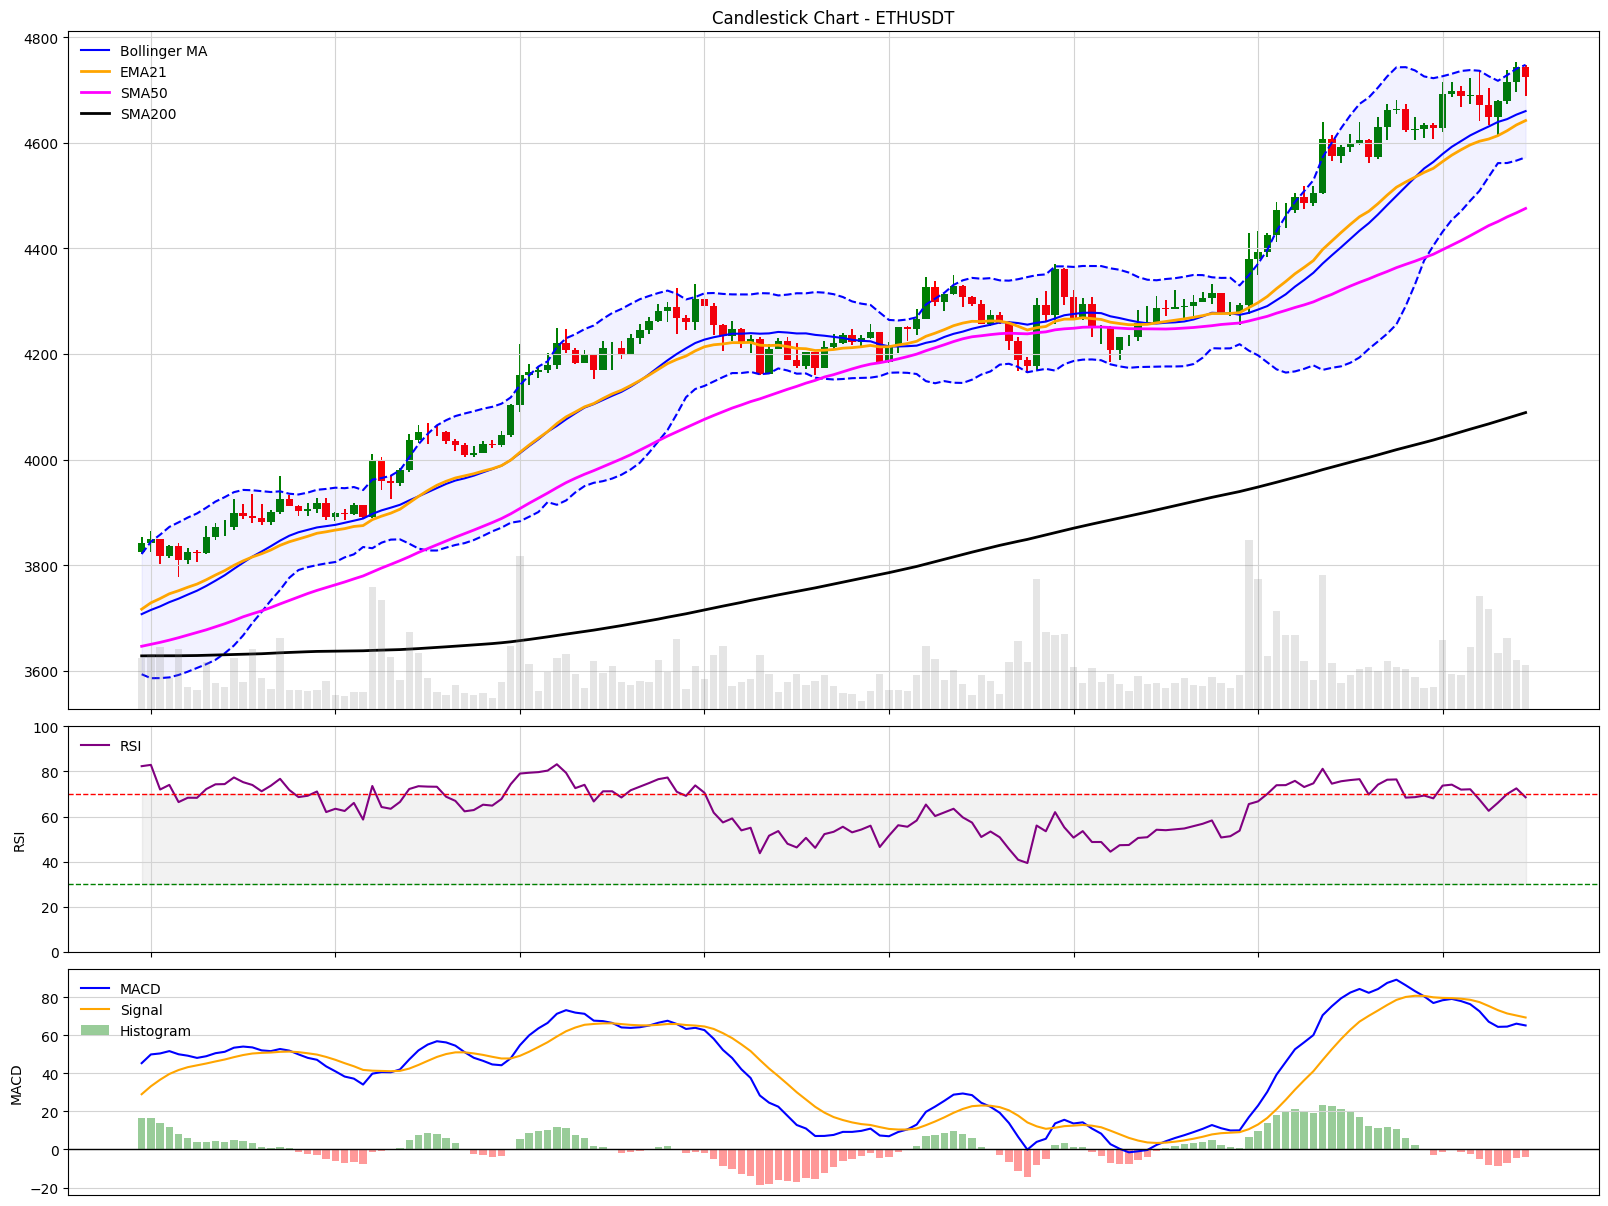 Candlestick Chart - ETHUSDT
4800
4600
4400
4200
4000
3800
3600
Bollinger MA
EMA21
SMA50
SMA200
RSI
100
80
60
40
20
0
RSI
MACD
80
60
40
20
0
−20
MACD
Signal
Histogram